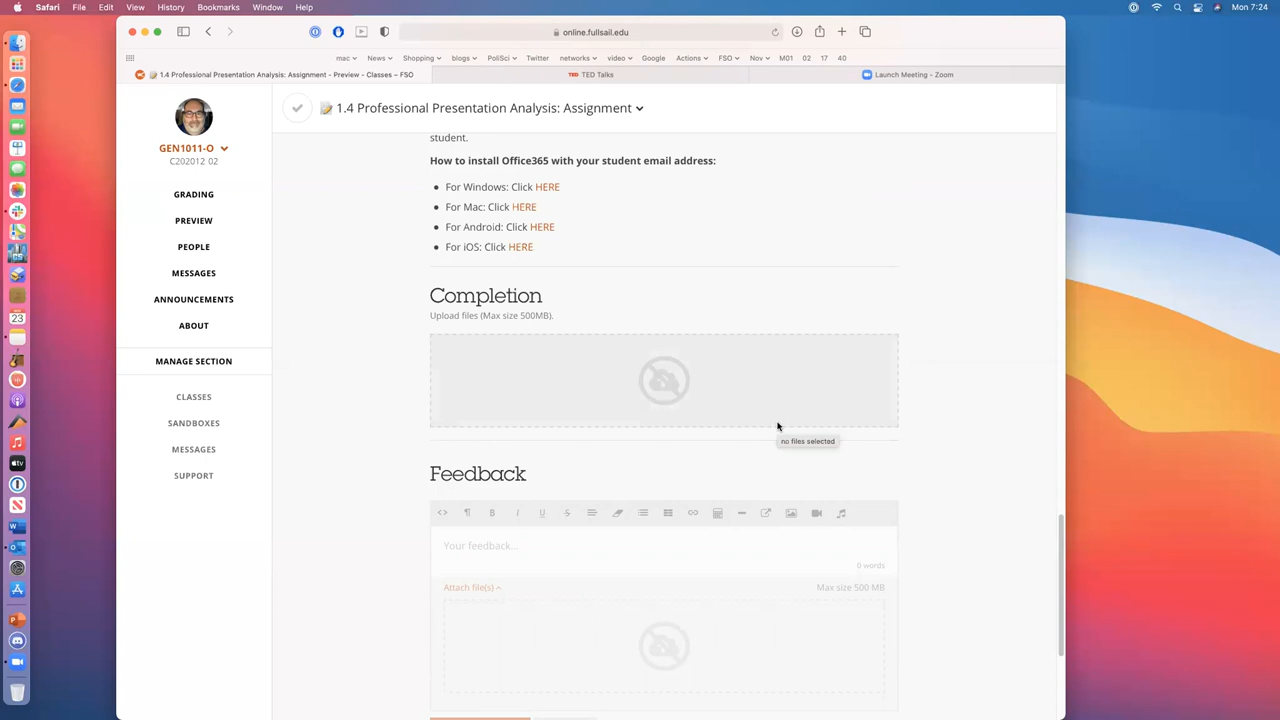 Safari File Edit View History Bookmarks Window Help Mon 7:24
online.fullsail.edu
mac News Shopping blogs PoliSci Twitter networks video Google Actions FSO Nov M01 02 17 40
1.4 Professional Presentation Analysis: Assignment - Preview - Classes – FSO
TED TED Talks
Launch Meeting - Zoom
1.4 Professional Presentation Analysis: Assignment
GEN1011-O
C202012 02
GRADING
PREVIEW
PEOPLE
MESSAGES
ANNOUNCEMENTS
ABOUT
MANAGE SECTION
CLASSES
SANDBOXES
MESSAGES
SUPPORT
23
student.
How to install Office365 with your student email address:
For Windows: Click HERE
For Mac: Click HERE
For Android: Click HERE
For iOS: Click HERE
Completion
Upload files (Max size 500MB).
no files selected
Feedback
Your feedback...
0 words
Attach file(s) Max size 500 MB